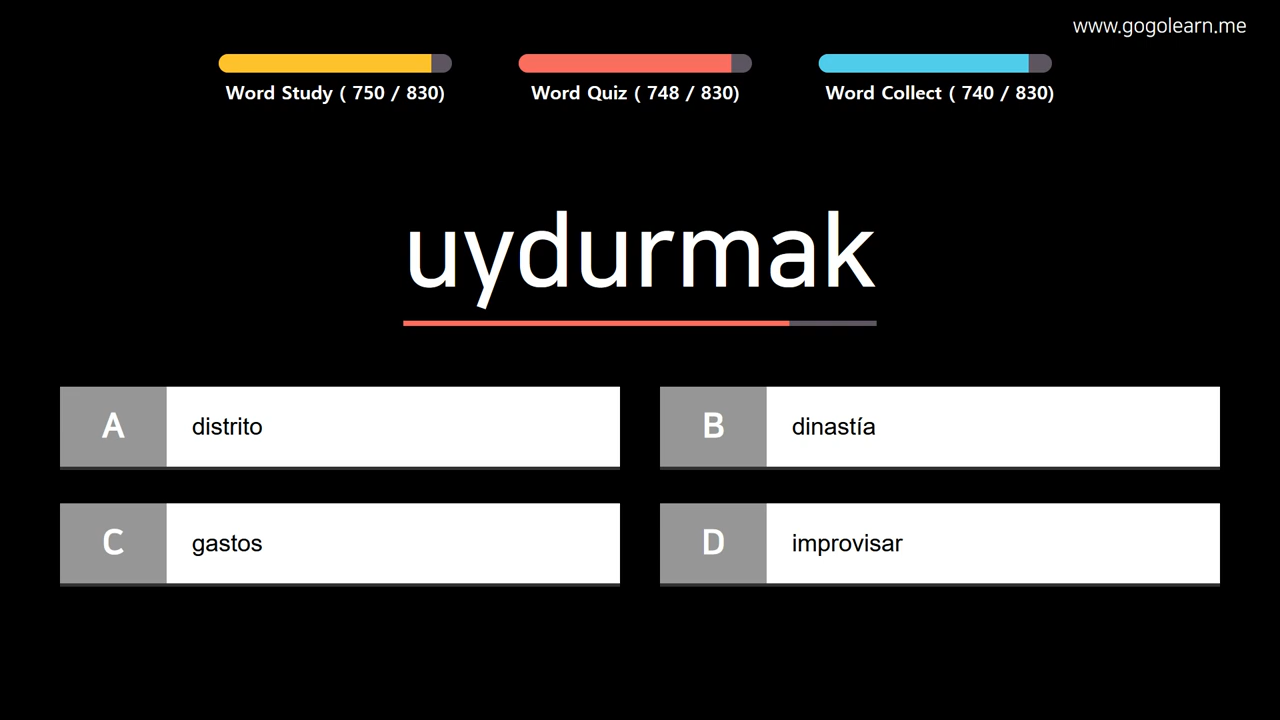 www.gogolearn.me
Word Study ( 750 / 830)
Word Quiz ( 748 / 830)
Word Collect ( 740 / 830)
uydurmak
A distrito
B dinastía
C gastos
D improvisar